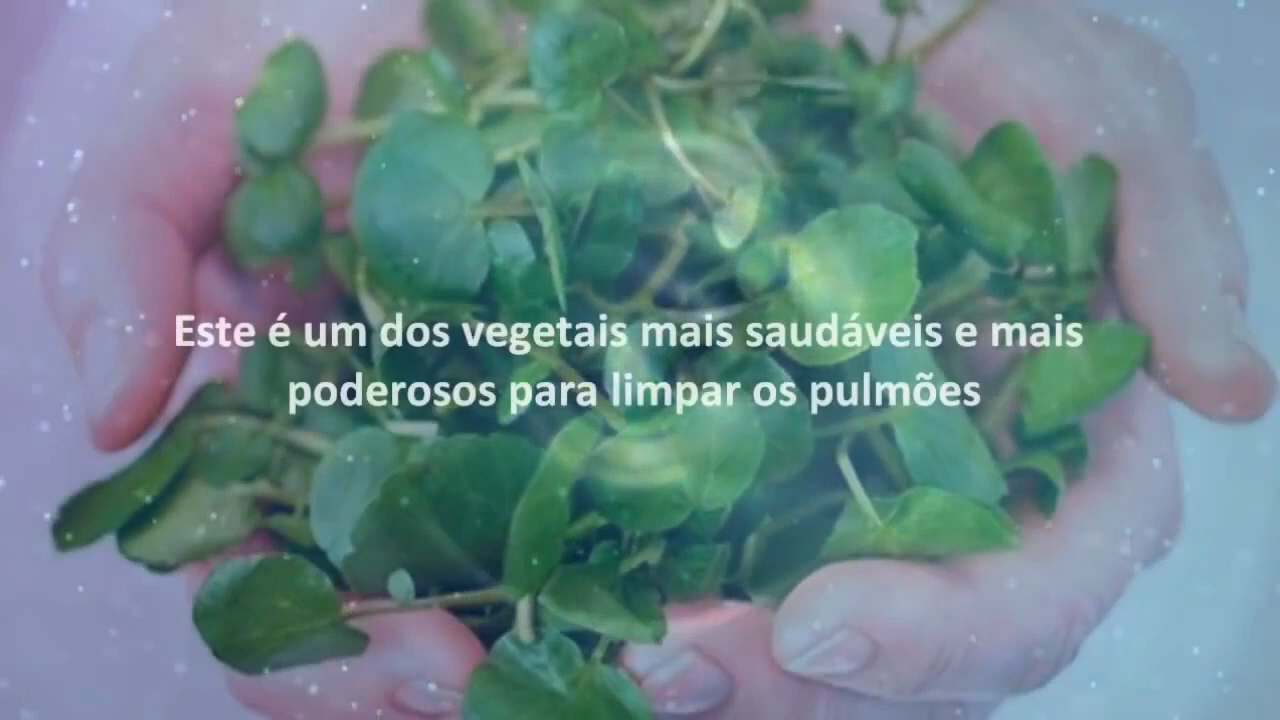 Este é um dos vegetais mais saudáveis e mais
poderosos para limpar os pulmões